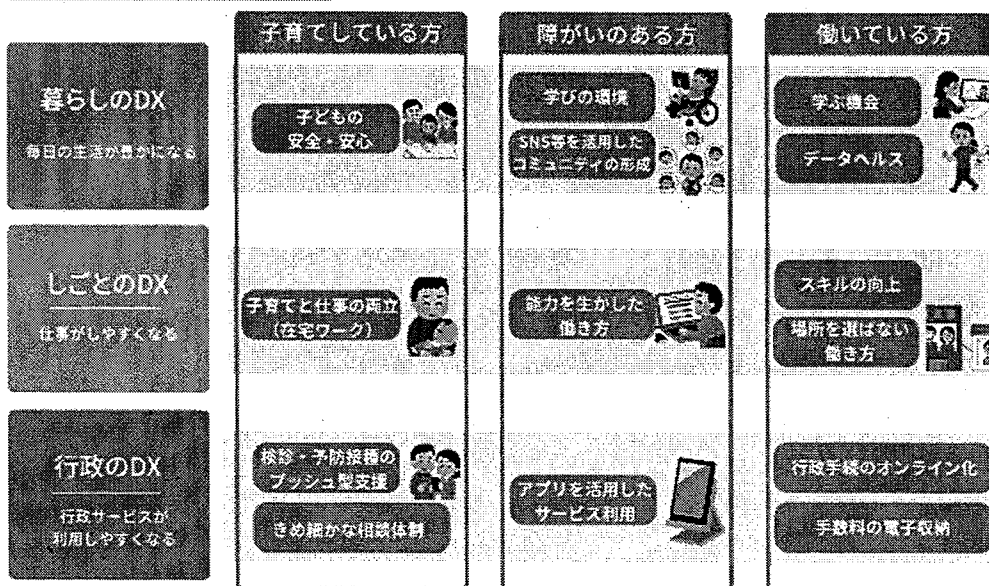 子育てしている方
障がいのある方
働いている方
暮らしのDX
毎日の生活が豊かになる
子どもの
安全・安心
学びの環境
SNS等を活用した
コミュニティの形成
学ぶ機会
データヘルス
しごとのDX
仕事がしやすくなる
子育てと仕事の両立
(在宅ワーク)
能力を生かした
働き方
スキルの向上
場所を選ばない
働き方
行政のDX
行政サービスが
利用しやすくなる
検診・予防接種の
プッシュ型支援
きめ細かな相談体制
アプリを活用した
サービス利用
行政手続のオンライン化
手数料の電子収納